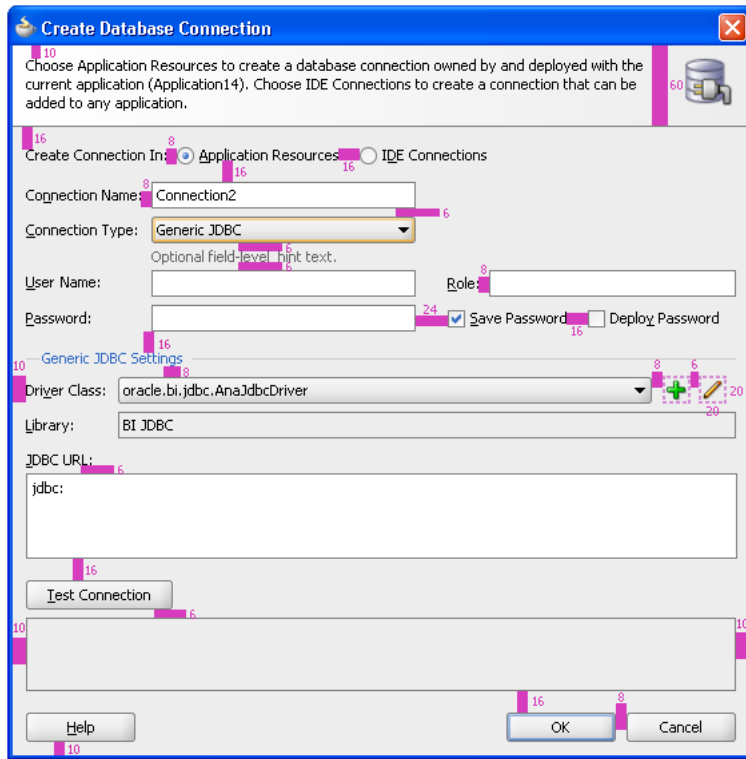 Create Database Connection
10
Choose Application Resources to create a database connection owned by and deployed with the
current application (Application14). Choose IDE Connections to create a connection that can be
added to any application.
60
16
8
Create Connection In: Application Resources IDE Connections
16
16
8
Connection Name: Connection2
6
Connection Type: Generic JDBC
6
Optional field-level hint text.
6
User Name:
8
Role:
Password:
24
Save Password
16
Deploy Password
16
Generic JDBC Settings
10
8
8
6
Driver Class: oracle.bi.jdbc.AnaJdbcDriver
20
20
Library: BI JDBC
JDBC URL:
6
jdbc:
16
Test Connection
6
10
10
16
8
Help
OK
Cancel
10